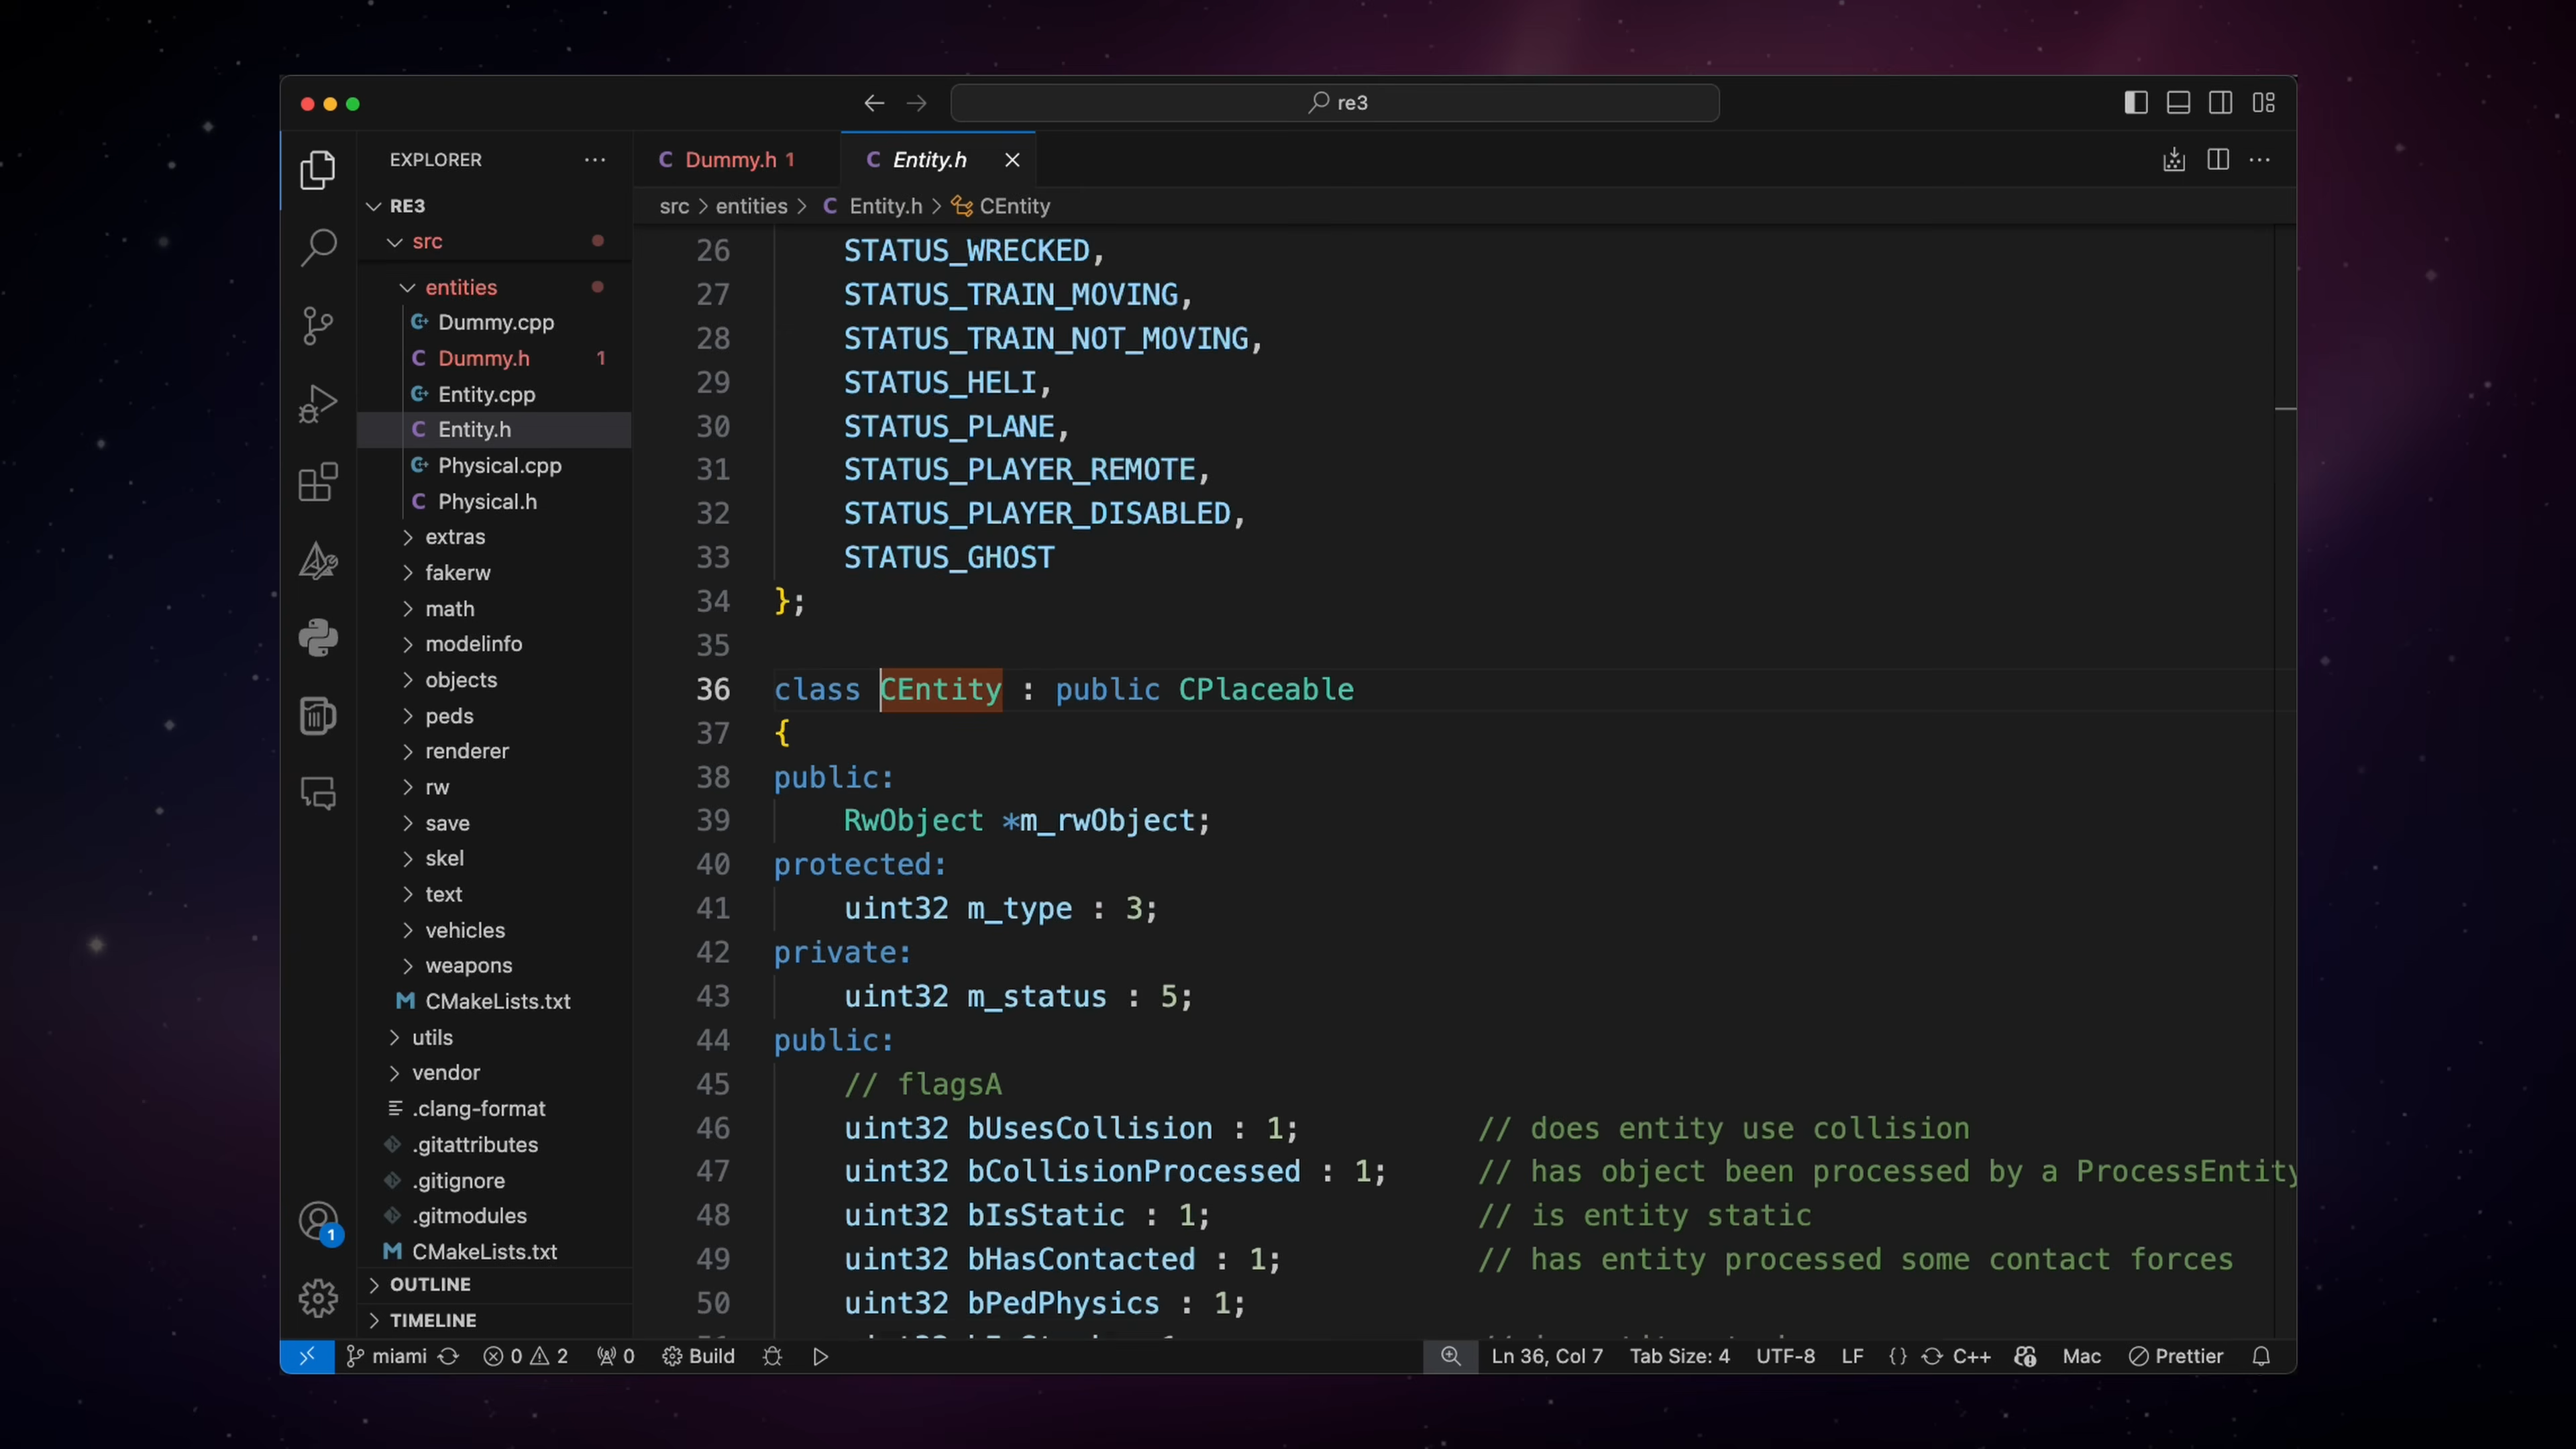 re3
EXPLORER
RE3
src
entities
Dummy.cpp
Dummy.h 1
Entity.cpp
Entity.h
Physical.cpp
Physical.h
extras
fakerw
math
modelinfo
objects
peds
renderer
rw
save
skel
text
vehicles
weapons
CMakeLists.txt
utils
vendor
.clang-format
.gitattributes
.gitignore
.gitmodules
CMakeLists.txt
OUTLINE
TIMELINE
1
Dummy.h 1
Entity.h
src > entities > Entity.h > CEntity
26 STATUS_WRECKED,
27 STATUS_TRAIN_MOVING,
28 STATUS_TRAIN_NOT_MOVING,
29 STATUS_HELI,
30 STATUS_PLANE,
31 STATUS_PLAYER_REMOTE,
32 STATUS_PLAYER_DISABLED,
33 STATUS_GHOST
34 };
35
36 class CEntity : public CPlaceable
37 {
38 public:
39 RwObject *m_rwObject;
40 protected:
41 uint32 m_type : 3;
42 private:
43 uint32 m_status : 5;
44 public:
45 // flagsA
46 uint32 bUsesCollision : 1; // does entity use collision
47 uint32 bCollisionProcessed : 1; // has object been processed by a ProcessEntity
48 uint32 bIsStatic : 1; // is entity static
49 uint32 bHasContacted : 1; // has entity processed some contact forces
50 uint32 bPedPhysics : 1;
miami 0 2 0 Build Ln 36, Col 7 Tab Size: 4 UTF-8 LF {} C++ Mac Prettier